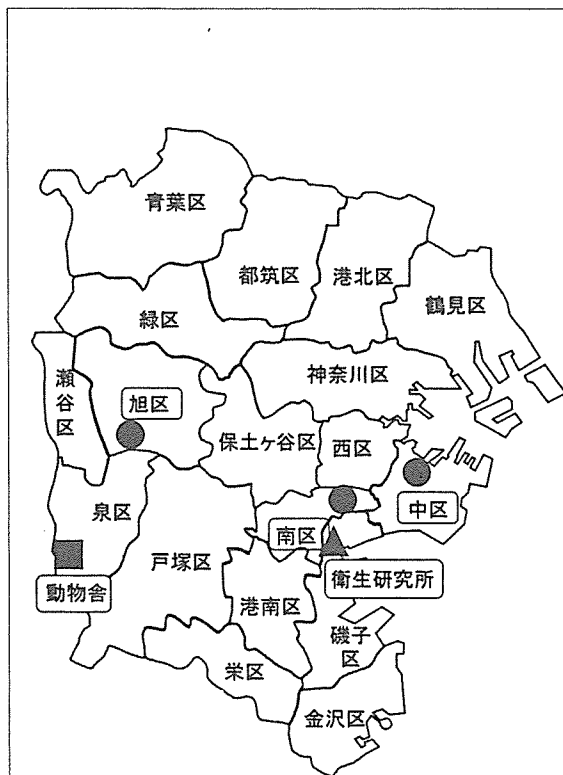 青葉区
都筑区
港北区
鶴見区
緑区
神奈川区
瀬谷区
旭区
保土ヶ谷区
西区
中区
泉区
南区
戸塚区
衛生研究所
動物舎
港南区
磯子区
栄区
金沢区